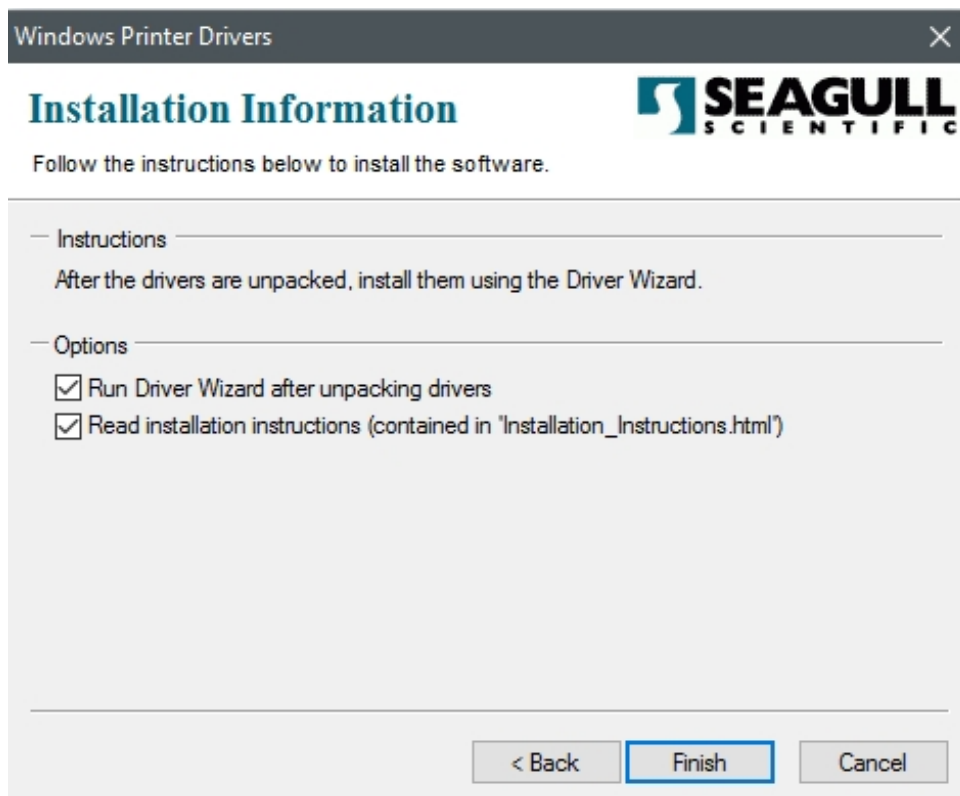 Windows Printer Drivers
Installation Information
SEAGULL
SCIENTIFIC
Follow the instructions below to install the software.
Instructions
After the drivers are unpacked, install them using the Driver Wizard.
Options
Run Driver Wizard after unpacking drivers
Read installation instructions (contained in 'Installation_Instructions.html')
< Back Finish Cancel